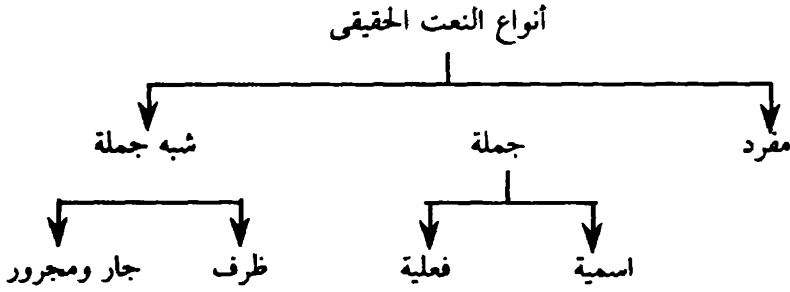 أنواع النعت الحقيقى
مفرد جملة شبه جملة
اسمية فعلية ظرف جار ومجرور